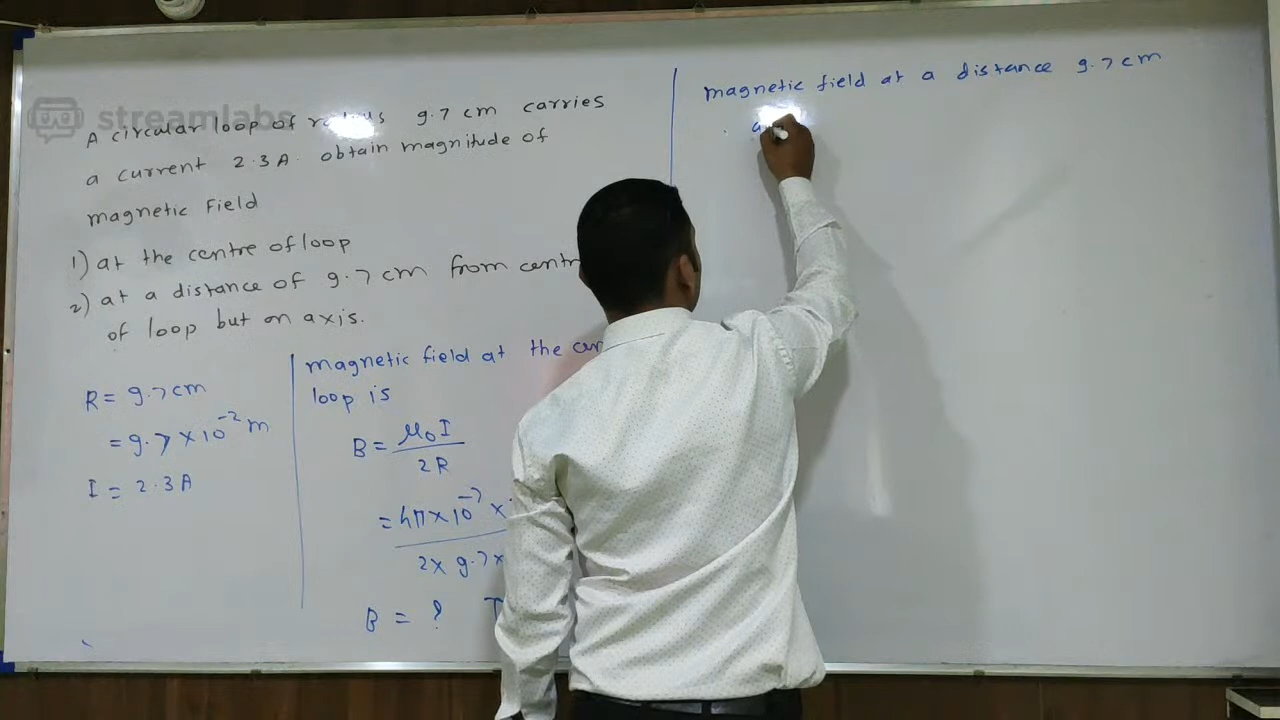 streamlabs
A circular loop of radius 9.7 cm carries
a current 2.3 A. obtain magnitude of
magnetic Field
1) at the centre of loop
2) at a distance of 9.7 cm from centr
of loop but on axis.
R = 9.7 cm
= 9.7 × 10⁻² m
I = 2.3 A
magnetic field at the
loop is
B = μ₀I / 2R
= 4π × 10⁻⁷ ×
2 × 9.7 ×
B = ?
magnetic field at a distance 9.7 cm